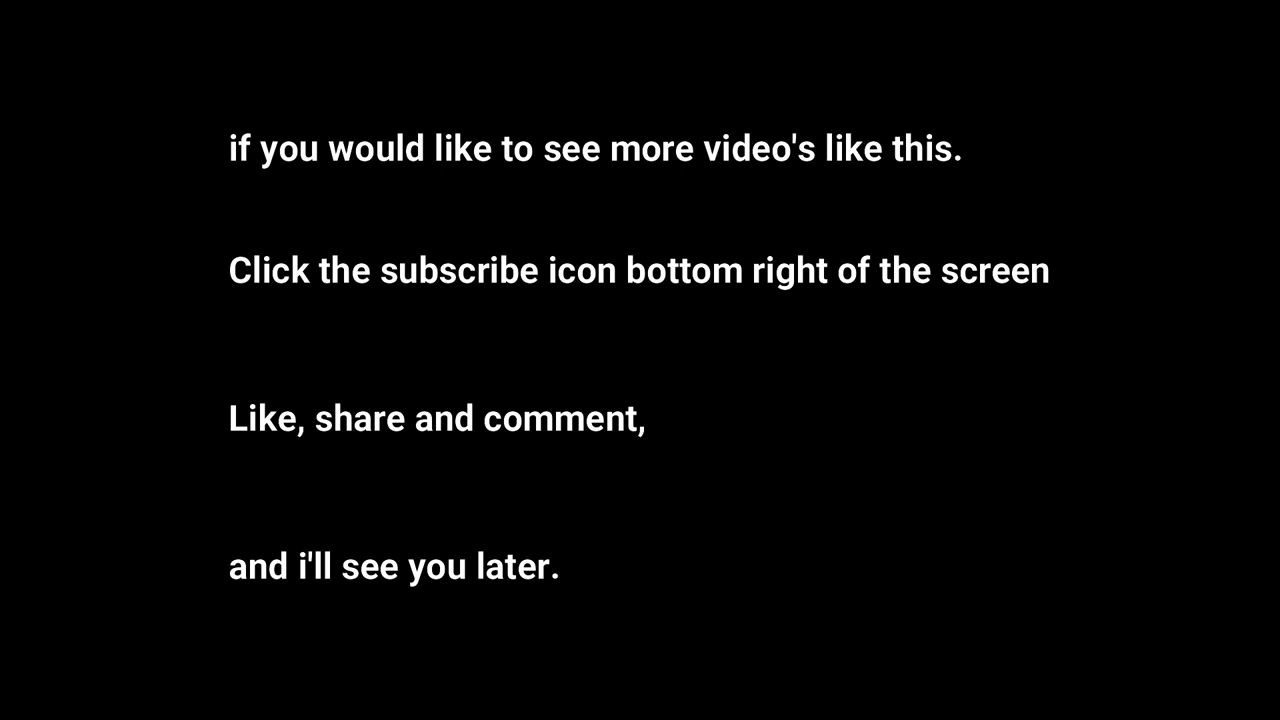 if you would like to see more video's like this.
Click the subscribe icon bottom right of the screen
Like, share and comment,
and i'll see you later.